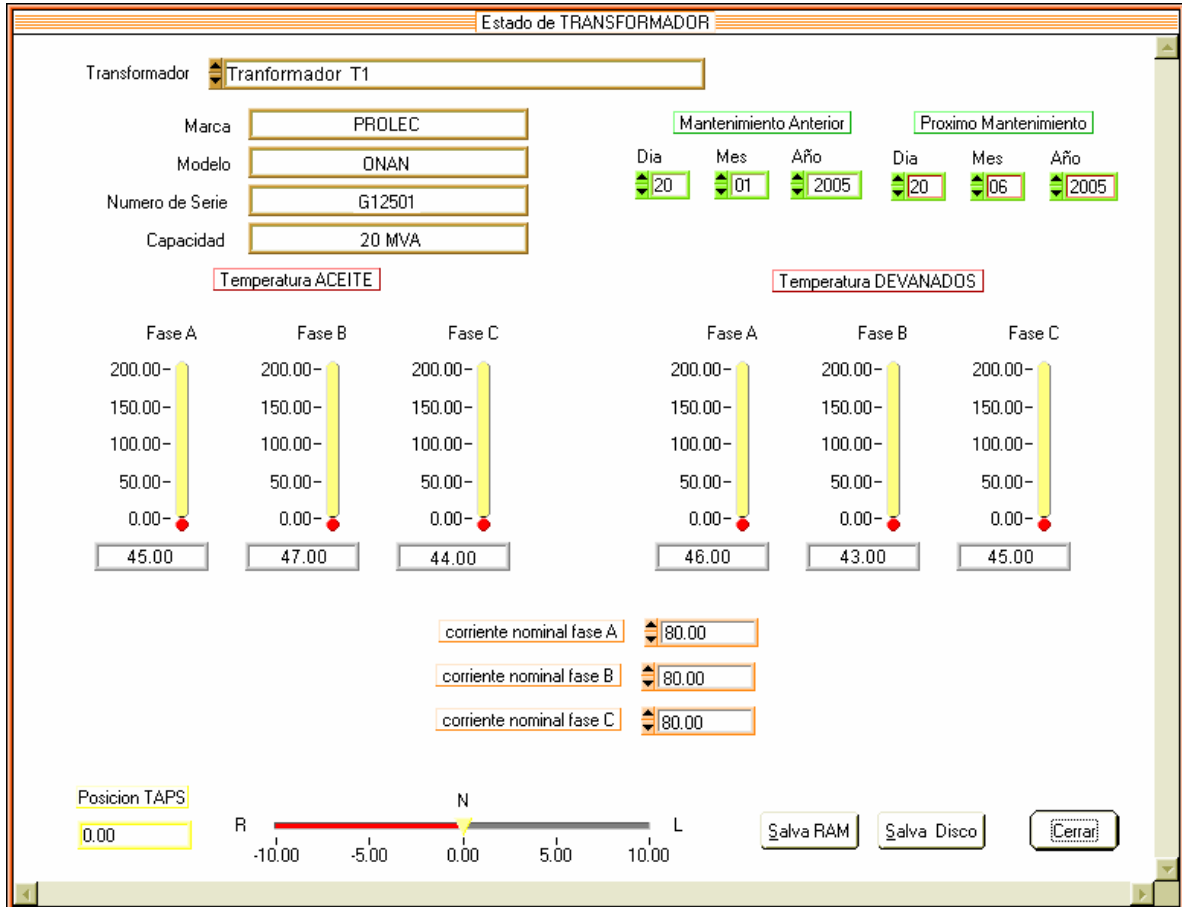 Estado de TRANSFORMADOR
Transformador Tranformador T1
Marca PROLEC
Modelo ONAN
Numero de Serie G12501
Capacidad 20 MVA
Mantenimiento Anterior Proximo Mantenimiento
Dia Mes Año Dia Mes Año
20 01 2005 20 06 2005
Temperatura ACEITE Temperatura DEVANADOS
Fase A Fase B Fase C Fase A Fase B Fase C
200.00 200.00 200.00 200.00 200.00 200.00
150.00 150.00 150.00 150.00 150.00 150.00
100.00 100.00 100.00 100.00 100.00 100.00
50.00 50.00 50.00 50.00 50.00 50.00
0.00 0.00 0.00 0.00 0.00 0.00
45.00 47.00 44.00 46.00 43.00 45.00
corriente nominal fase A 80.00
corriente nominal fase B 80.00
corriente nominal fase C 80.00
Posicion TAPS N
0.00 R L Salva RAM Salva Disco Cerrar
-10.00 -5.00 0.00 5.00 10.00